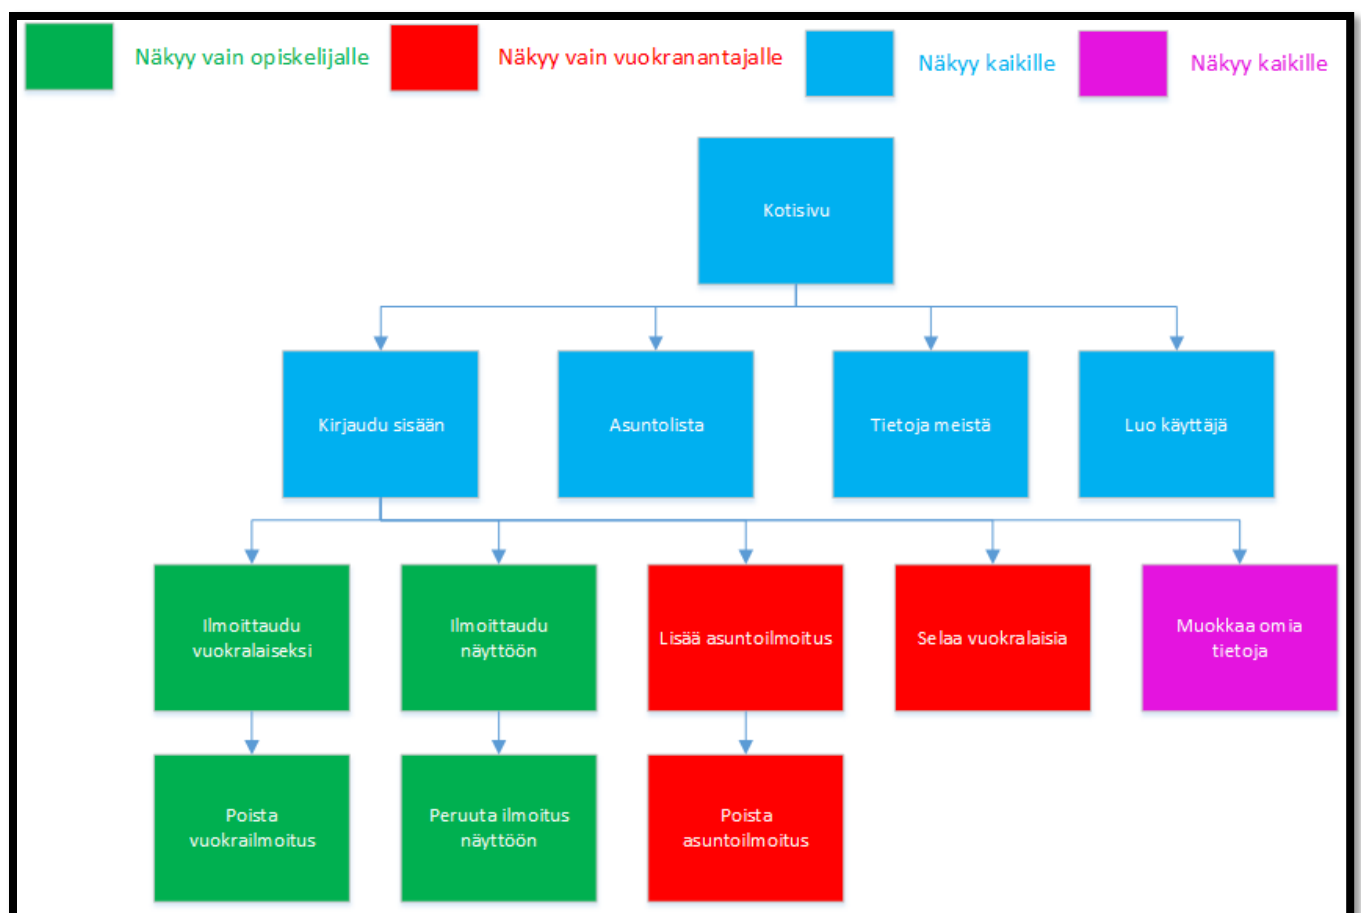 Näkyy vain opiskelijalle
Näkyy vain vuokranantajalle
Näkyy kaikille
Näkyy kaikille
Kotisivu
Kirjaudu sisään
Asuntolista
Tietoja meistä
Luo käyttäjä
Ilmoittaudu
vuokralaiseksi
Ilmoittaudu
näyttöön
Lisää asuntoilmoitus
Selaa vuokralaisia
Muokkaa omia
tietoja
Poista
vuokrailmoitus
Peruuta ilmoitus
näyttöön
Poista
asuntoilmoitus